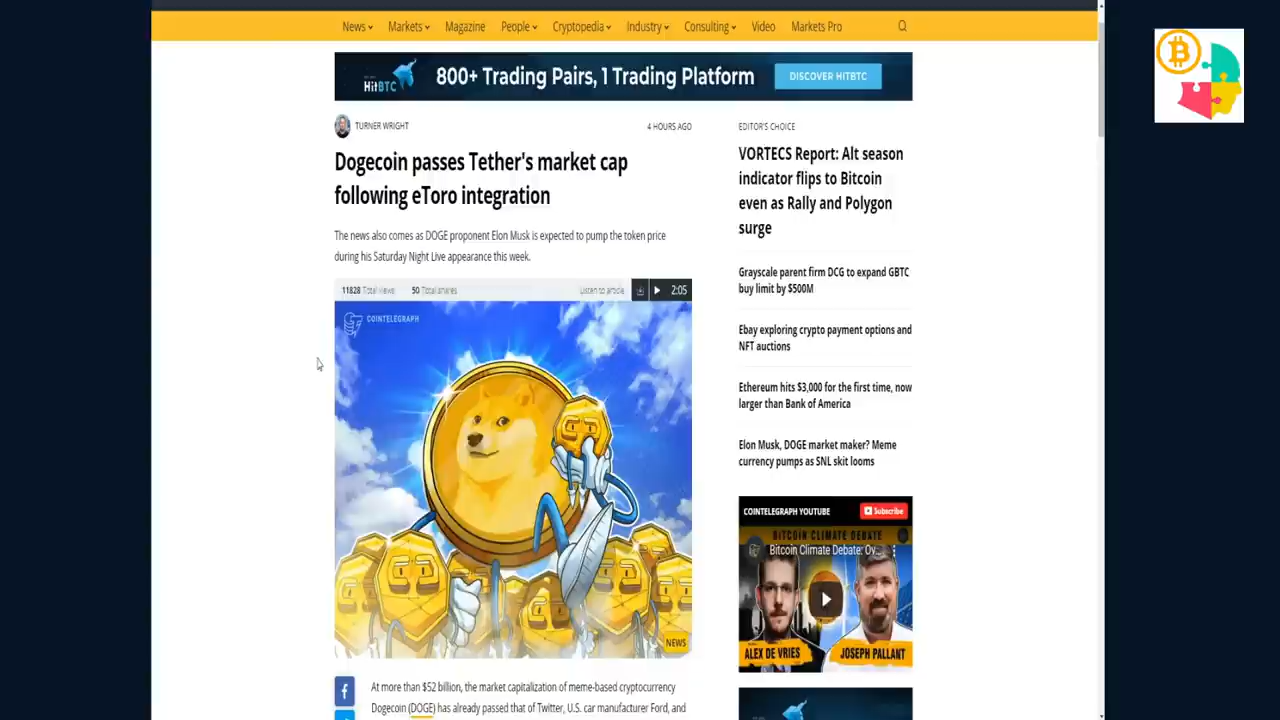 News Markets Magazine People Cryptopedia Industry Consulting Video Markets Pro
HitBTC 800+ Trading Pairs, 1 Trading Platform DISCOVER HITBTC
TURNER WRIGHT 4 HOURS AGO
Dogecoin passes Tether's market cap
following eToro integration
The news also comes as DOGE proponent Elon Musk is expected to pump the token price
during his Saturday Night Live appearance this week.
11828 Total views 50 Total shares Listen to article 2:05
COINTELEGRAPH
NEWS
At more than $52 billion, the market capitalization of meme-based cryptocurrency
Dogecoin (DOGE) has already passed that of Twitter, U.S. car manufacturer Ford, and
EDITOR'S CHOICE
VORTECS Report: Alt season
indicator flips to Bitcoin
even as Rally and Polygon
surge
Grayscale parent firm DCG to expand GBTC
buy limit by $500M
Ebay exploring crypto payment options and
NFT auctions
Ethereum hits $3,000 for the first time, now
larger than Bank of America
Elon Musk, DOGE market maker? Meme
currency pumps as SNL skit looms
COINTELEGRAPH YOUTUBE Subscribe
BITCOIN CLIMATE DEBATE
Bitcoin Climate Debate: Ov...
ALEX DE VRIES JOSEPH PALLANT